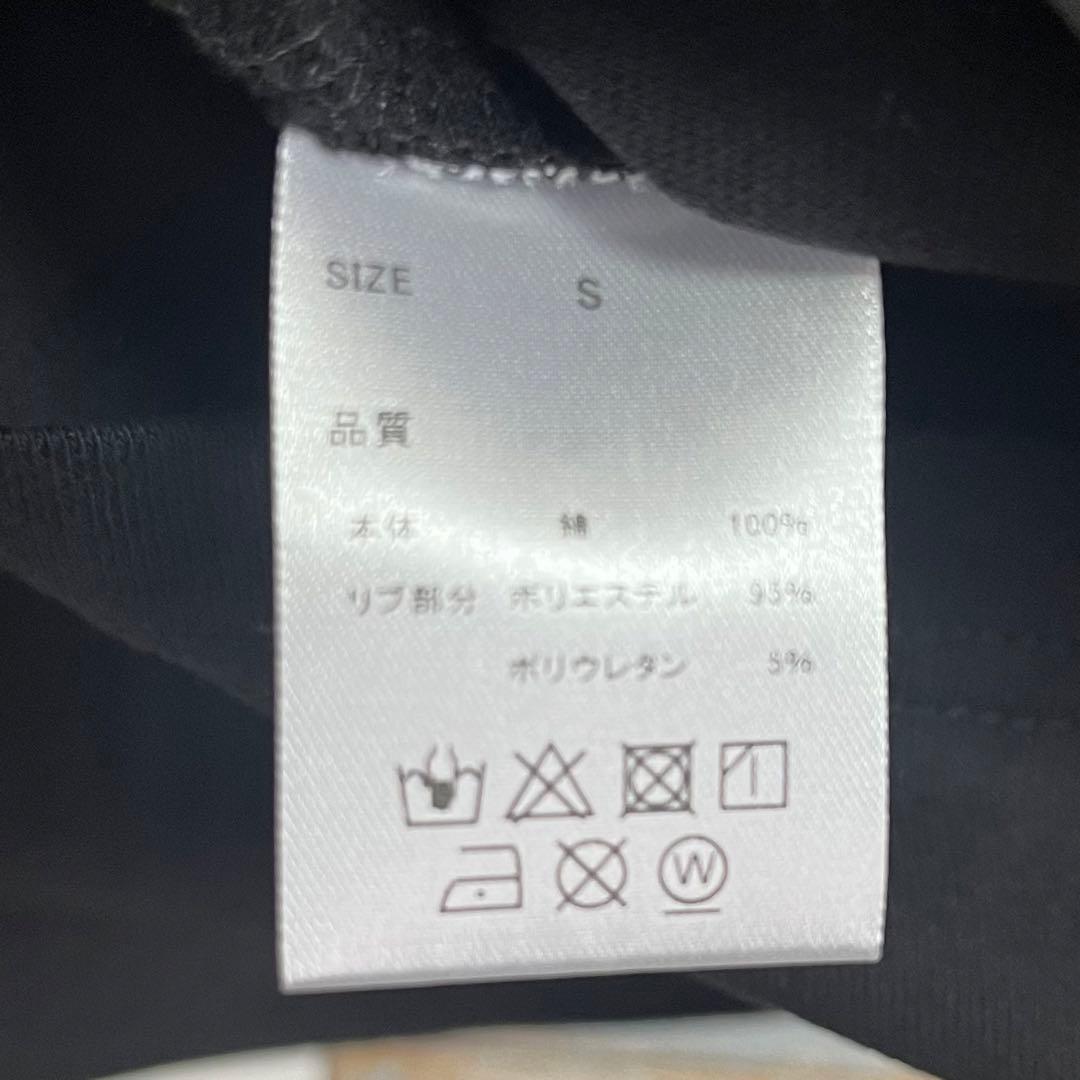 SIZE S
品質
本体 綿 100%
リブ部分 ポリエステル 95%
ポリウレタン 5%
W